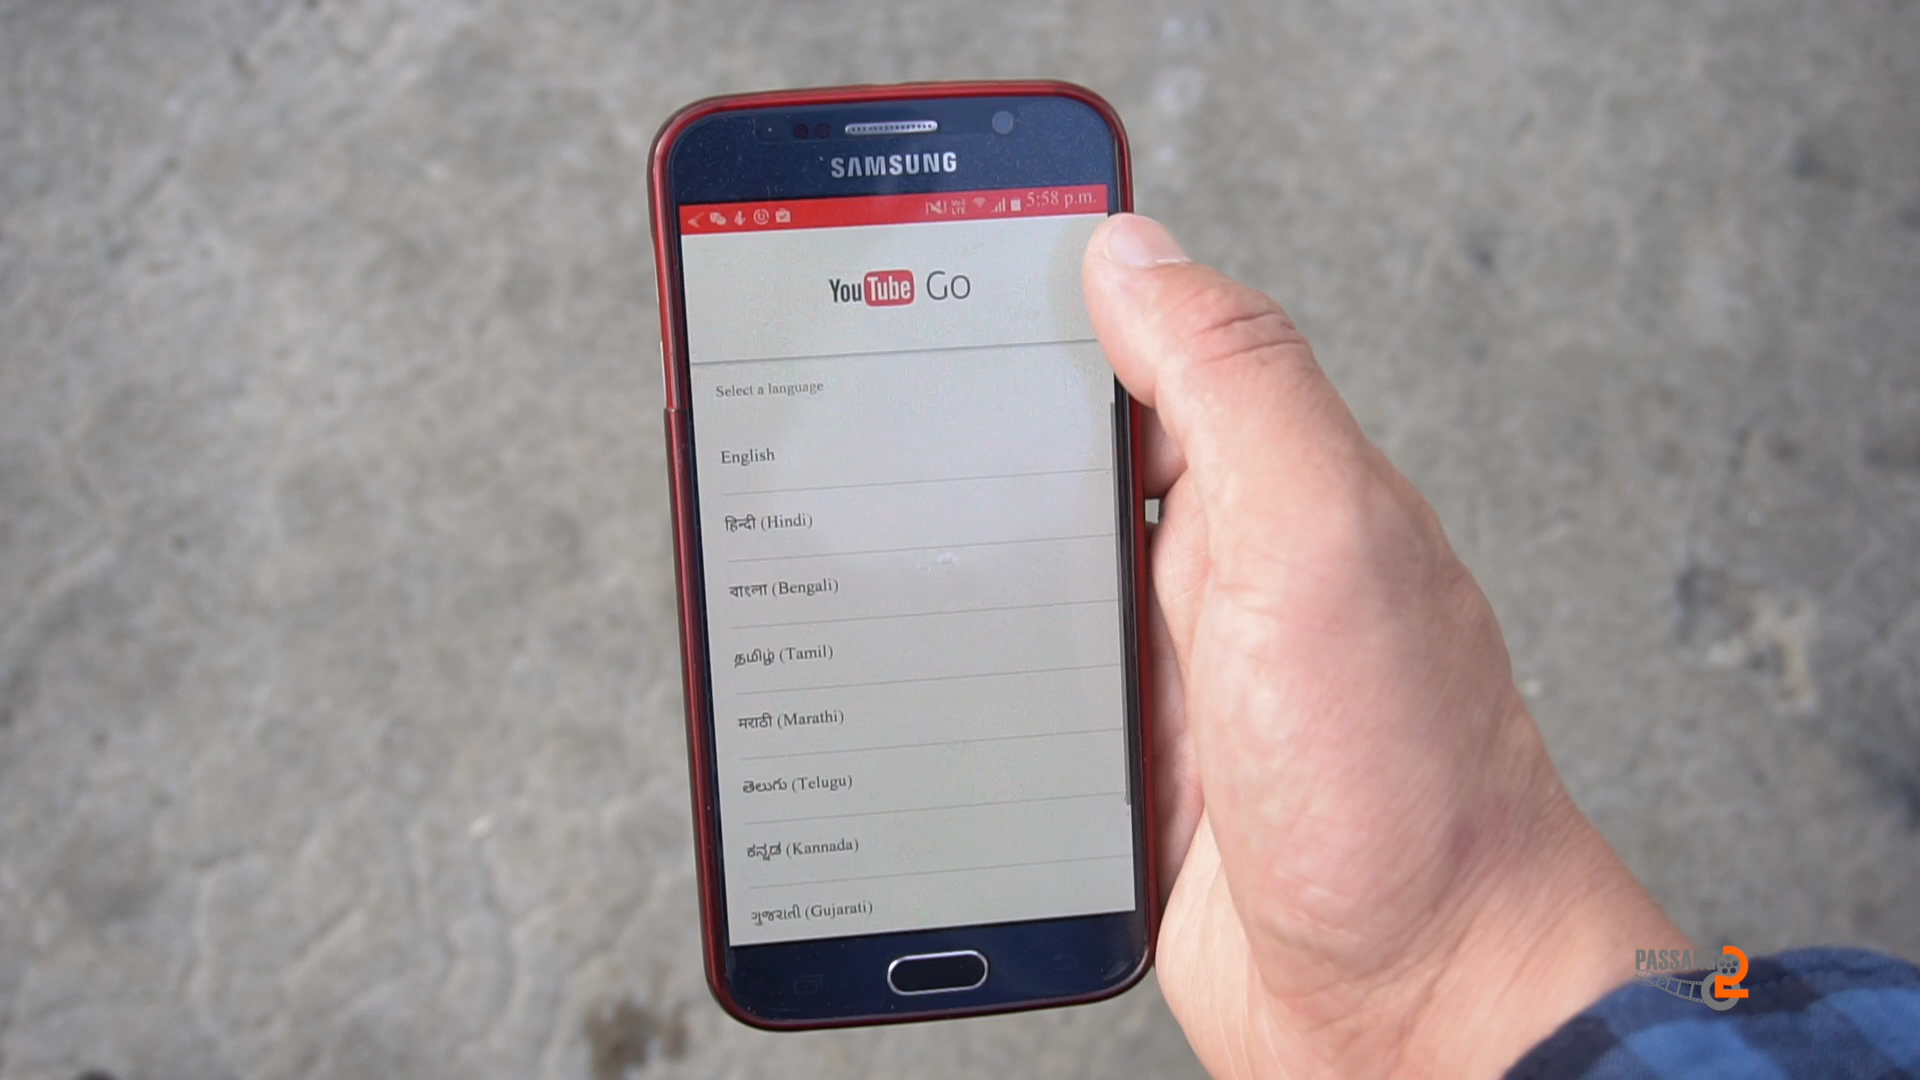 SAMSUNG
5:58 p.m.
YouTube Go
Select a language
English
हिन्दी (Hindi)
বাংলা (Bengali)
தமிழ் (Tamil)
मराठी (Marathi)
తెలుగు (Telugu)
ಕನ್ನಡ (Kannada)
ગુજરાતી (Gujarati)
2